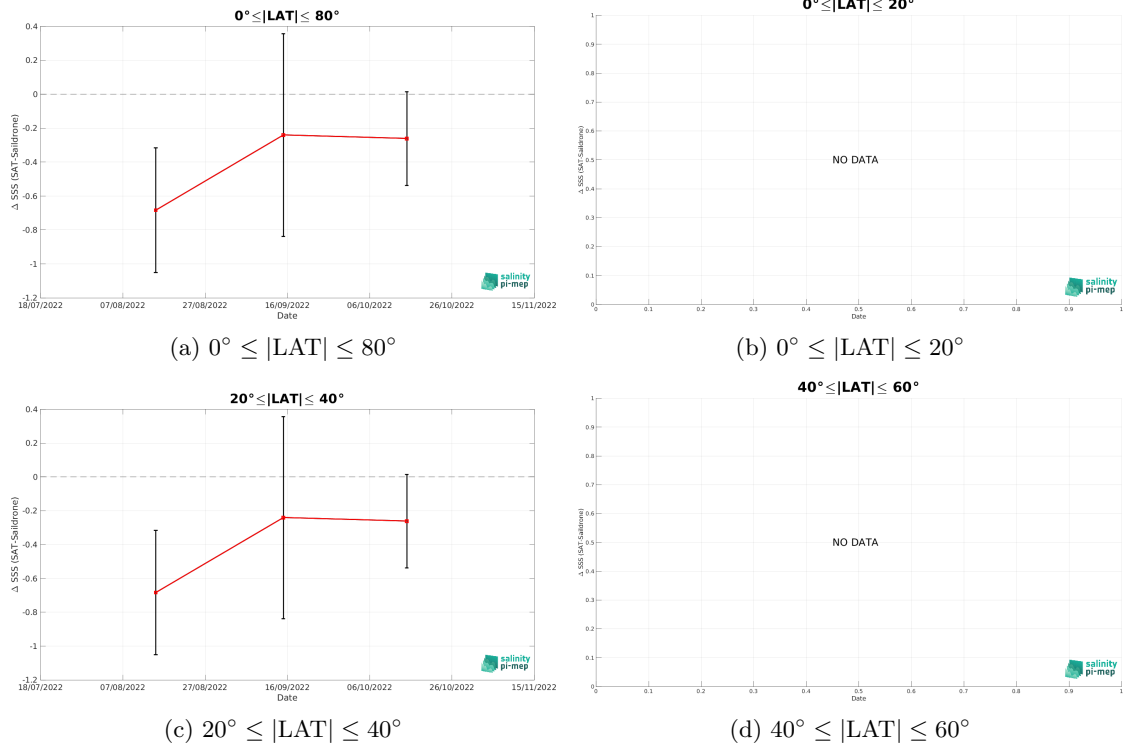 0°≤|LAT|≤ 80°
0.4
0.2
0
-0.2
-0.4
-0.6
-0.8
-1
-1.2
Δ SSS (SAT-Saildrone)
18/07/2022 07/08/2022 27/08/2022 16/09/2022 06/10/2022 26/10/2022 15/11/2022
Date
salinity
pi-mep
(a) 0° ≤ |LAT| ≤ 80°
0°≤|LAT|≤ 20°
1
0.9
0.8
0.7
0.6
0.5
0.4
0.3
0.2
0.1
0
Δ SSS (SAT-Saildrone)
NO DATA
0 0.1 0.2 0.3 0.4 0.5 0.6 0.7 0.8 0.9 1
Date
salinity
pi-mep
(b) 0° ≤ |LAT| ≤ 20°
20°≤|LAT|≤ 40°
0.4
0.2
0
-0.2
-0.4
-0.6
-0.8
-1
-1.2
Δ SSS (SAT-Saildrone)
18/07/2022 07/08/2022 27/08/2022 16/09/2022 06/10/2022 26/10/2022 15/11/2022
Date
salinity
pi-mep
(c) 20° ≤ |LAT| ≤ 40°
40°≤|LAT|≤ 60°
1
0.9
0.8
0.7
0.6
0.5
0.4
0.3
0.2
0.1
0
Δ SSS (SAT-Saildrone)
NO DATA
0 0.1 0.2 0.3 0.4 0.5 0.6 0.7 0.8 0.9 1
Date
salinity
pi-mep
(d) 40° ≤ |LAT| ≤ 60°